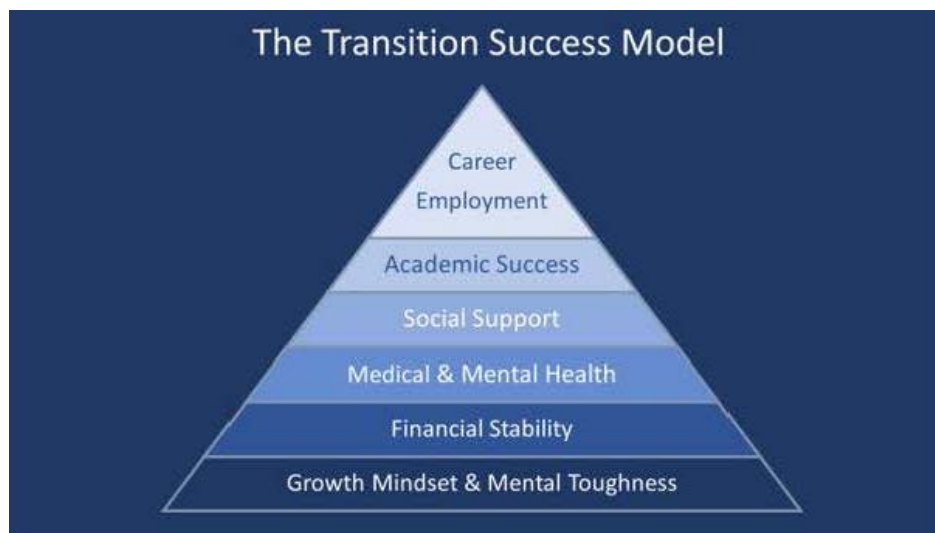 The Transition Success Model
Career
Employment
Academic Success
Social Support
Medical & Mental Health
Financial Stability
Growth Mindset & Mental Toughness